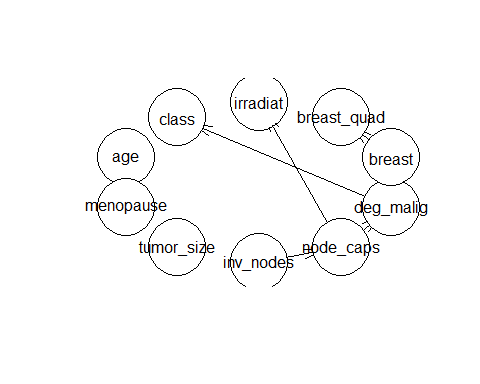 irradiat
class
breast_quad
age
breast
menopause
deg_malig
tumor_size
node_caps
inv_nodes